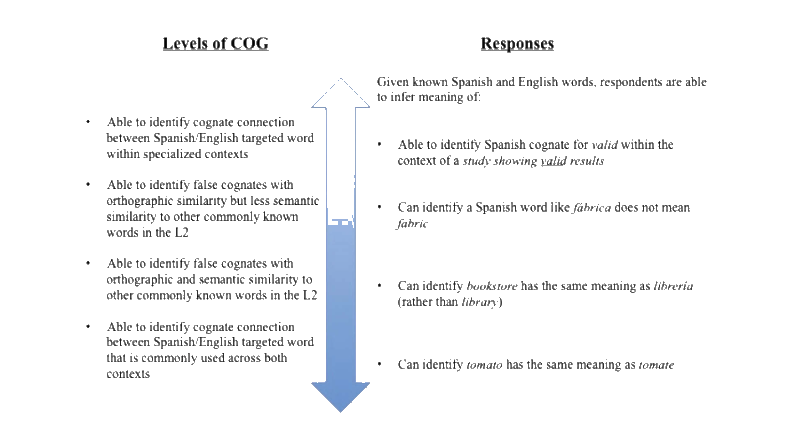 Levels of COG
Responses
Given known Spanish and English words, respondents are able
to infer meaning of:
• Able to identify cognate connection
between Spanish/English targeted word
within specialized contexts
• Able to identify Spanish cognate for valid within the
context of a study showing valid results
• Able to identify false cognates with
orthographic similarity but less semantic
similarity to other commonly known
words in the L2
• Can identify a Spanish word like fábrica does not mean
fabric
• Able to identify false cognates with
orthographic and semantic similarity to
other commonly known words in the L2
• Can identify bookstore has the same meaning as librería
(rather than library)
• Able to identify cognate connection
between Spanish/English targeted word
that is commonly used across both
contexts
• Can identify tomato has the same meaning as tomate